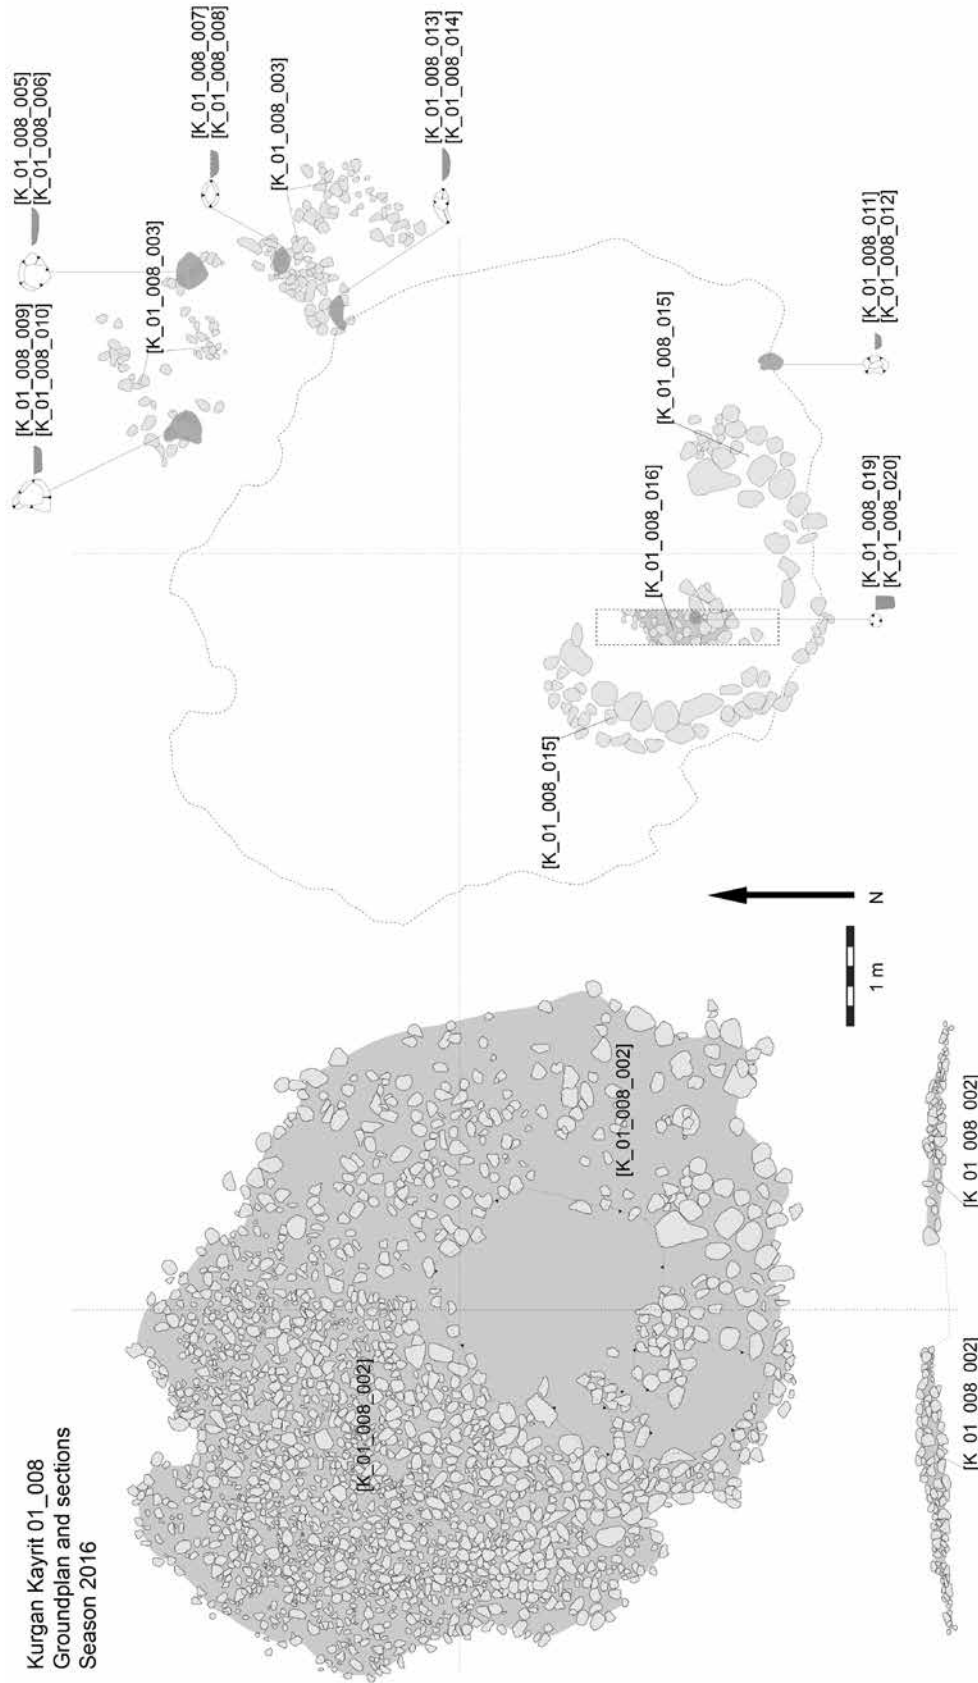 Kurgan Kayrit 01_008
Groundplan and sections
Season 2016
[K_01_008_002]
[K_01_008_002]
[K_01_008_002]
[K_01_008_002]
1 m
N
[K_01_008_009]
[K_01_008_010]
[K_01_008_005]
[K_01_008_006]
[K_01_008_003]
[K_01_008_007]
[K_01_008_008]
[K_01_008_003]
[K_01_008_013]
[K_01_008_014]
[K_01_008_015]
[K_01_008_016]
[K_01_008_015]
[K_01_008_019]
[K_01_008_020]
[K_01_008_011]
[K_01_008_012]